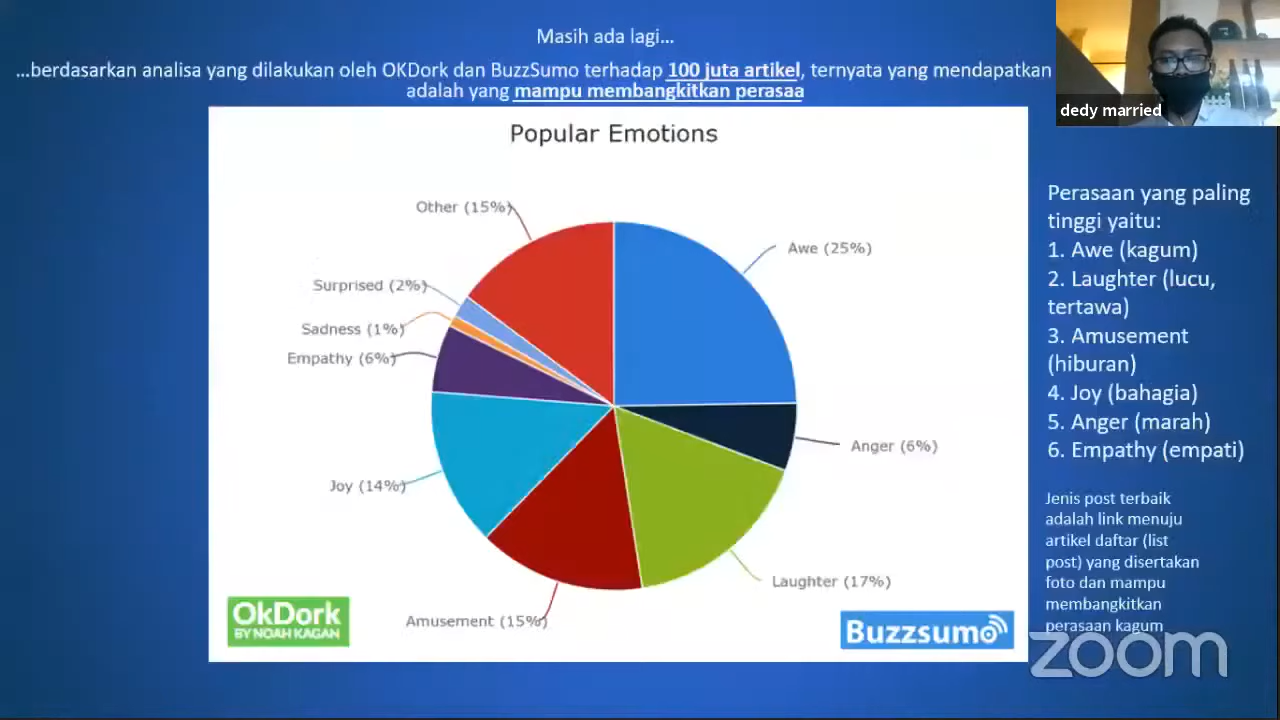 Masih ada lagi...
...berdasarkan analisa yang dilakukan oleh OKDork dan BuzzSumo terhadap 100 juta artikel, ternyata yang mendapatkan
adalah yang mampu membangkitkan perasaa
dedy married
Popular Emotions
Other (15%)
Awe (25%)
Surprised (2%)
Sadness (1%)
Empathy (6%)
Anger (6%)
Joy (14%)
Laughter (17%)
Amusement (15%)
OkDork
BY NOAH KAGAN
Buzzsumo
Perasaan yang paling
tinggi yaitu:
1. Awe (kagum)
2. Laughter (lucu,
tertawa)
3. Amusement
(hiburan)
4. Joy (bahagia)
5. Anger (marah)
6. Empathy (empati)
Jenis post terbaik
adalah link menuju
artikel daftar (list
post) yang disertakan
foto dan mampu
membangkitkan
perasaan kagum
zoom